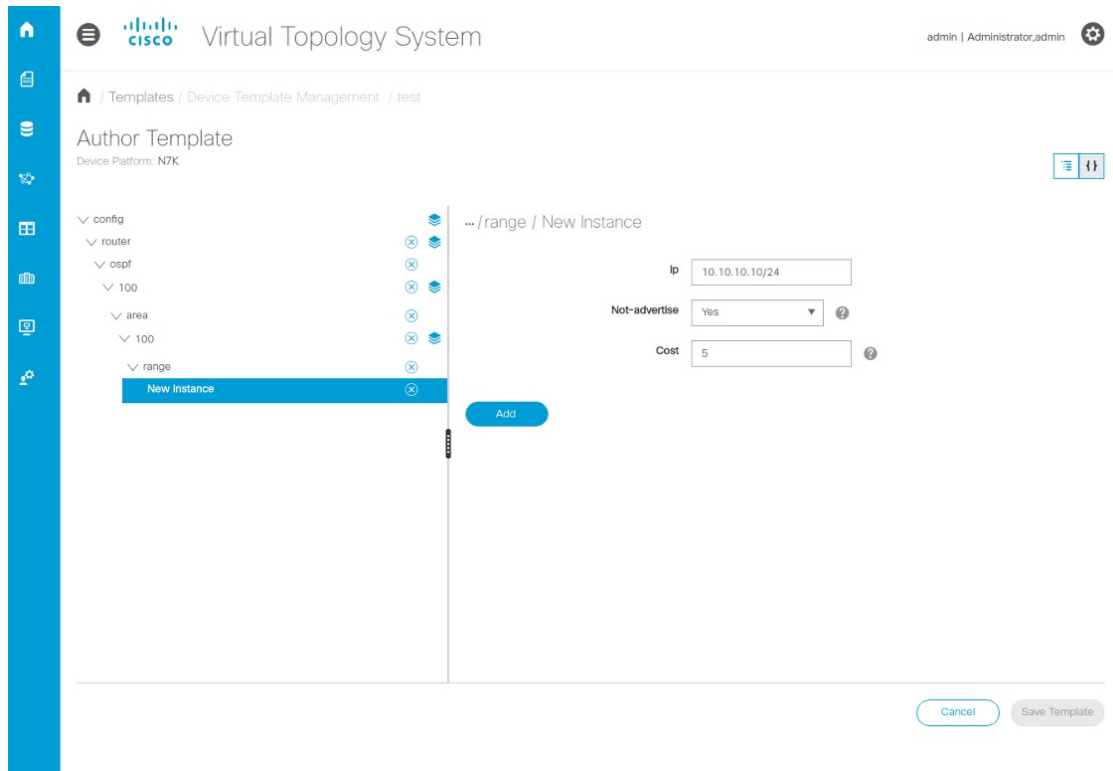 CISCO Virtual Topology System
admin | Administrator,admin
/ Templates / Device Template Management / test
Author Template
Device Platform: N7K
config
router
ospf
100
area
100
range
New Instance
... / range / New Instance
Ip 10.10.10.10/24
Not-advertise Yes
Cost 5
Add
Cancel Save Template